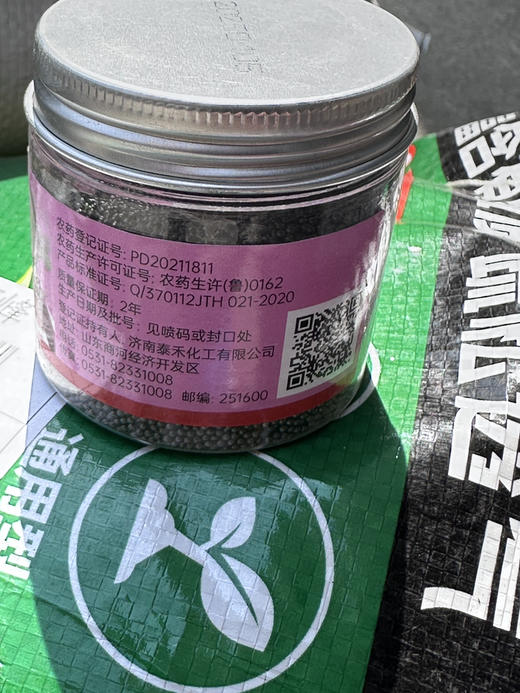 农药登记证号: PD20211811
农药生产许可证号: 农药生许(鲁)0162
产品标准证号: Q/370112JTH 021-2020
质量保证期: 2年
生产日期及批号: 见喷码或封口处
登记证持有人: 济南泰禾化工有限公司
地址: 山东商河经济开发区
电话: 0531-82331008
传真: 0531-82331008 邮编: 251600
通用型